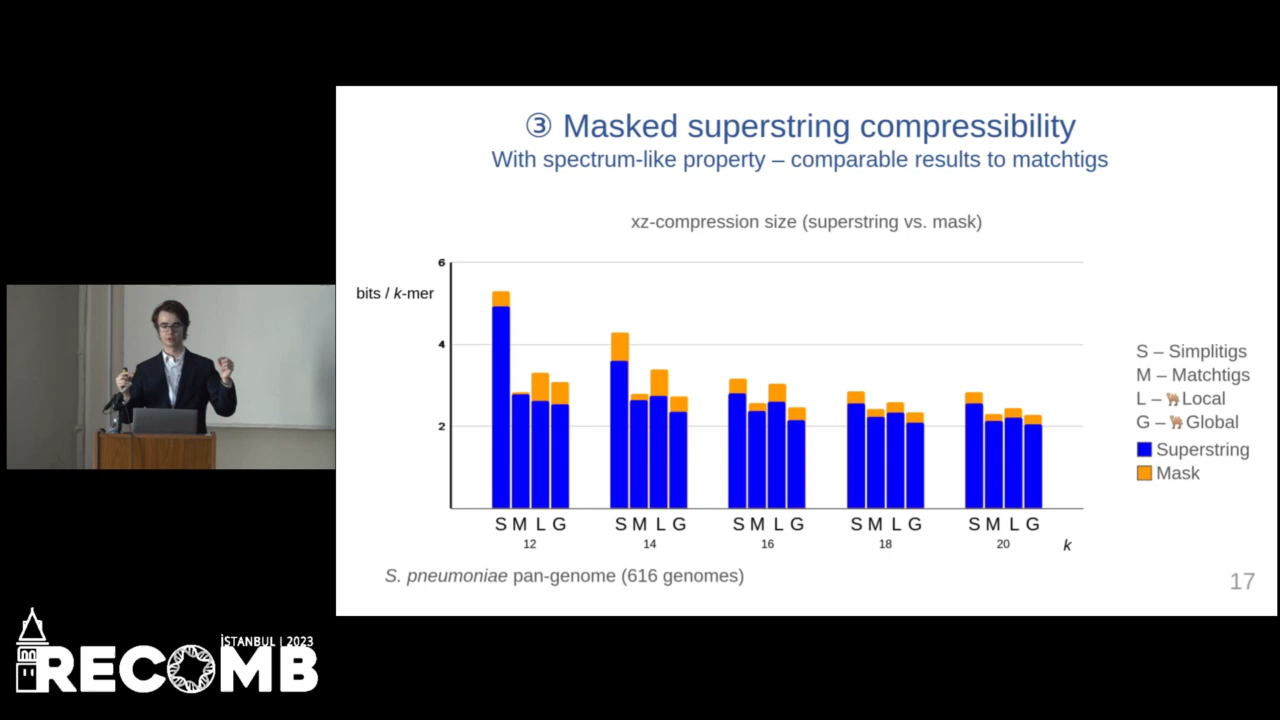 ③ Masked superstring compressibility
With spectrum-like property – comparable results to matchtigs
xz-compression size (superstring vs. mask)
6
bits / k-mer
4
2
S – Simplitigs
M – Matchtigs
L – 🐫Local
G – 🐫Global
Superstring
Mask
S M L G S M L G S M L G S M L G S M L G
12 14 16 18 20 k
S. pneumoniae pan-genome (616 genomes)
17
İSTANBUL | 2023
RECOMB